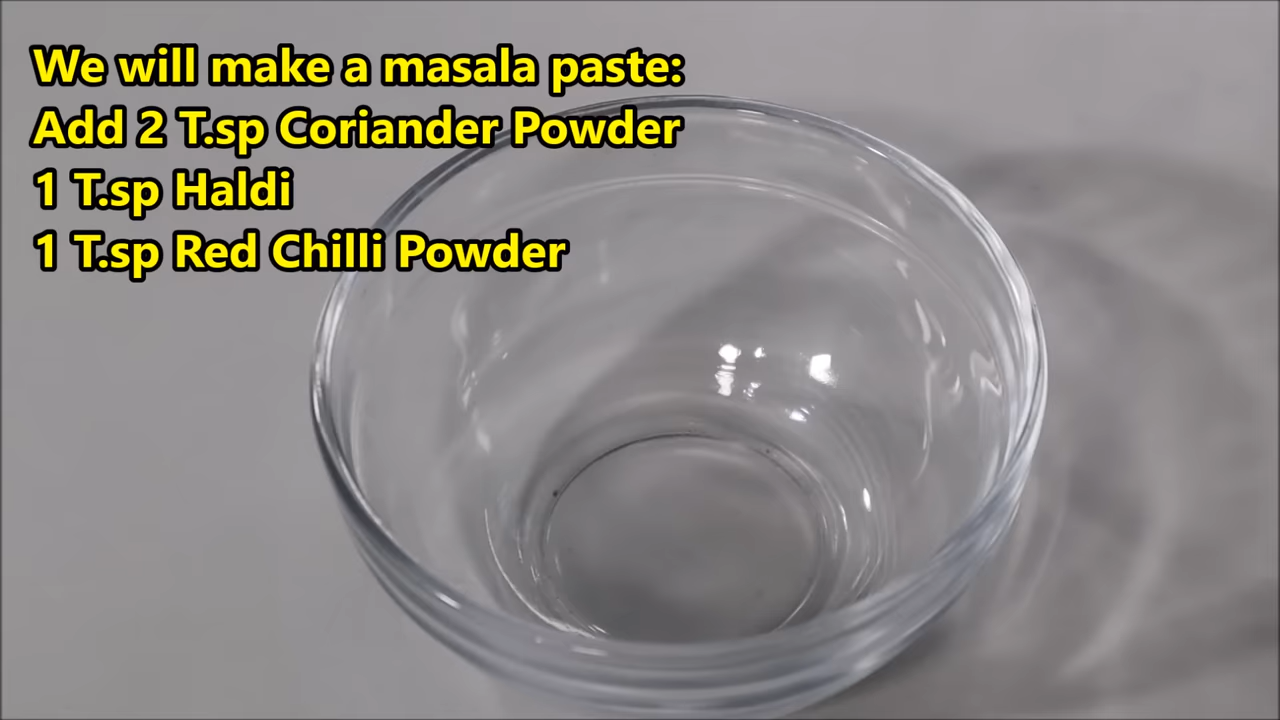 We will make a masala paste:
Add 2 T.sp Coriander Powder
1 T.sp Haldi
1 T.sp Red Chilli Powder